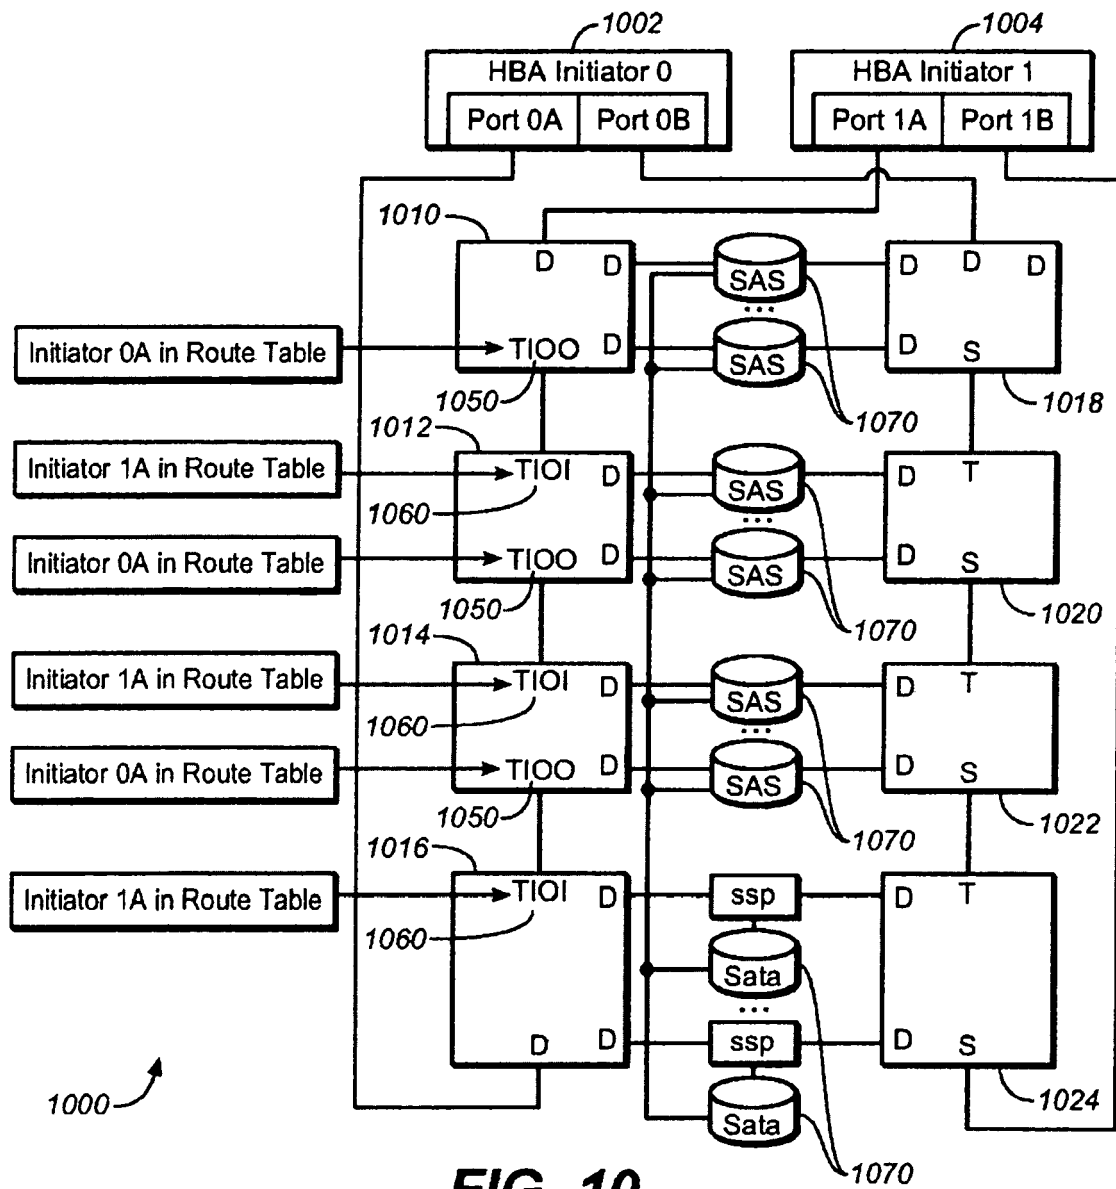 1002
1004
HBA Initiator 0
HBA Initiator 1
Port 0A
Port 0B
Port 1A
Port 1B
1010
D
D
SAS
D
D
D
...
Initiator 0A in Route Table
TIOO
D
SAS
D
S
1050
1070
1018
1012
Initiator 1A in Route Table
TIOI
D
SAS
D
T
1060
...
Initiator 0A in Route Table
TIOO
D
SAS
D
S
1050
1070
1020
1014
Initiator 1A in Route Table
TIOI
D
SAS
D
T
1060
...
Initiator 0A in Route Table
TIOO
D
SAS
D
S
1050
1070
1022
1016
Initiator 1A in Route Table
TIOI
D
ssp
D
T
1060
Sata
...
D
D
ssp
D
S
1000
Sata
1024
1070
FIG. 10